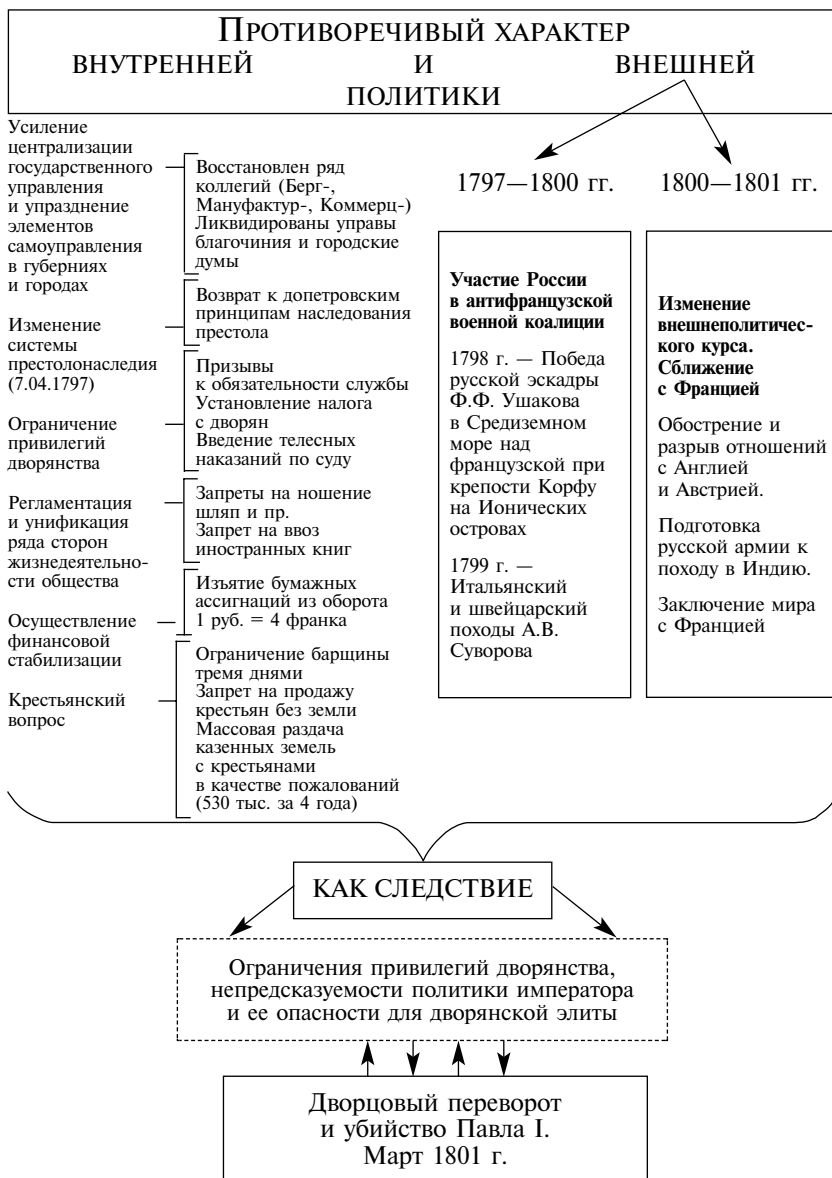 ПРОТИВОРЕЧИВЫЙ ХАРАКТЕР
ВНУТРЕННЕЙ И ВНЕШНЕЙ
ПОЛИТИКИ
Усиление
централизации
государственного
управления
и упразднение
элементов
самоуправления
в губерниях
и городах
Восстановлен ряд
коллегий (Берг-,
Мануфактур-, Коммерц-)
Ликвидированы управы
благочиния и городские
думы
Изменение
системы
престолонаследия
(7.04.1797)
Возврат к допетровским
принципам наследования
престола
Ограничение
привилегий
дворянства
Призывы
к обязательности службы
Установление налога
с дворян
Введение телесных
наказаний по суду
Регламентация
и унификация
ряда сторон
жизнедеятельно-
сти общества
Запреты на ношение
шляп и пр.
Запрет на ввоз
иностранных книг
Осуществление
финансовой
стабилизации
Изъятие бумажных
ассигнаций из оборота
1 руб. = 4 франка
Крестьянский
вопрос
Ограничение барщины
тремя днями
Запрет на продажу
крестьян без земли
Массовая раздача
казенных земель
с крестьянами
в качестве пожалований
(530 тыс. за 4 года)
1797—1800 гг.
Участие России
в антифранцузской
военной коалиции
1798 г. — Победа
русской эскадры
Ф.Ф. Ушакова
в Средиземном
море над
французской при
крепости Корфу
на Ионических
островах
1799 г. —
Итальянский
и швейцарский
походы А.В.
Суворова
1800—1801 гг.
Изменение
внешнеполитичес-
кого курса.
Сближение
с Францией
Обострение и
разрыв отношений
с Англией
и Австрией.
Подготовка
русской армии к
походу в Индию.
Заключение мира
с Францией
КАК СЛЕДСТВИЕ
Ограничения привилегий дворянства,
непредсказуемости политики императора
и ее опасности для дворянской элиты
Дворцовый переворот
и убийство Павла I.
Март 1801 г.